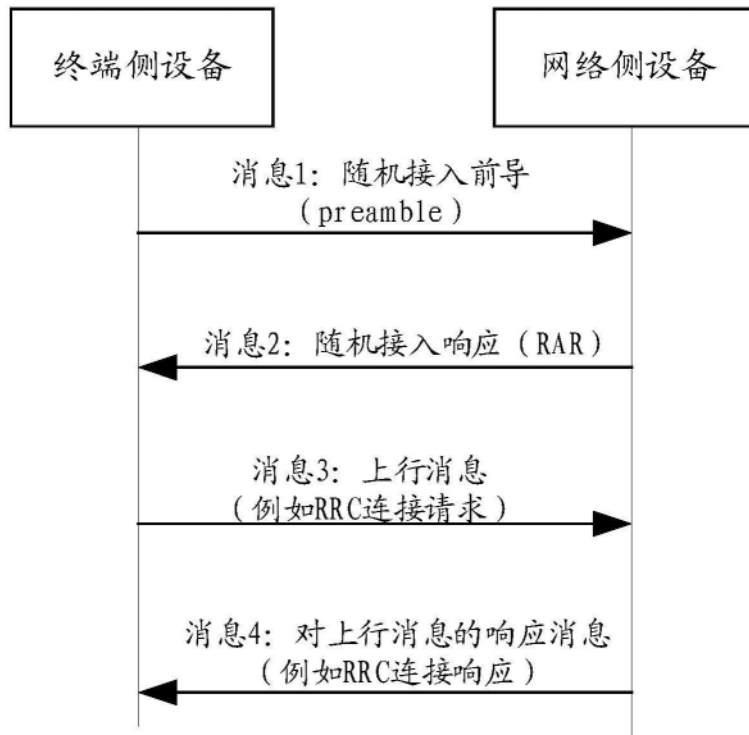 终端侧设备
网络侧设备
消息1：随机接入前导
（preamble）
消息2：随机接入响应（RAR）
消息3：上行消息
（例如RRC连接请求）
消息4：对上行消息的响应消息
（例如RRC连接响应）